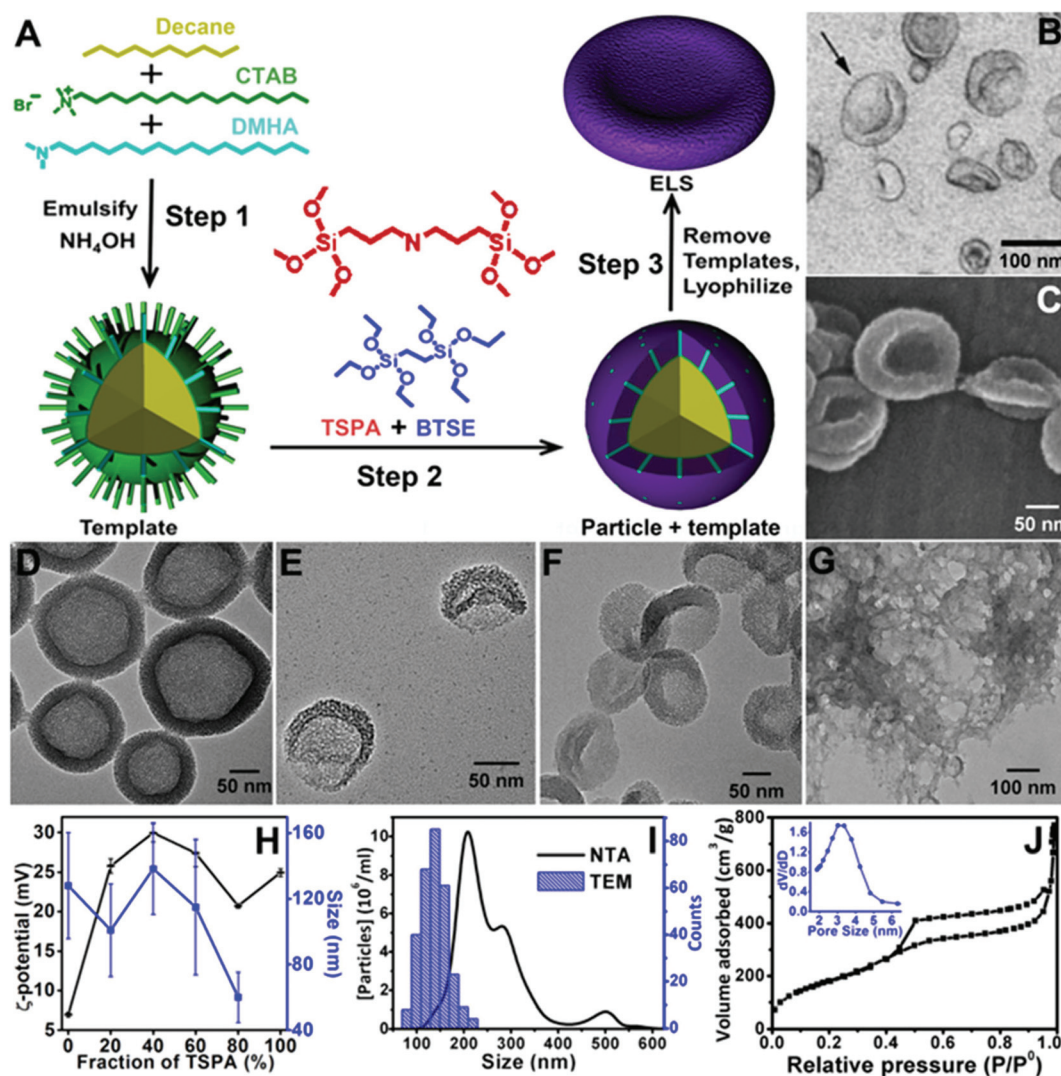 A
Decane
+
CTAB
Br⁻
N⁺
+
DMHA
N
Emulsify
NH₄OH
Step 1
Template
O
O
Si
O
N
O
Si
O
O
O
O
Si
O
O
Si
O
O
TSPA + BTSE
Step 2
ELS
Step 3
Remove
Templates,
Lyophilize
Particle + template
B
100 nm
C
50 nm
D
50 nm
E
50 nm
F
50 nm
G
100 nm
H
30
25
20
15
10
5
ζ-potential (mV)
160
120
80
40
Size (nm)
0 20 40 60 80 100
Fraction of TSPA (%)
I
10
8
6
4
2
0
[Particles] (10⁶/ml)
NTA
TEM
80
60
40
20
0
Counts
0 100 200 300 400 500 600
Size (nm)
J
800
600
400
200
0
Volume adsorbed (cm³/g)
1.6
1.2
0.8
0.4
0.0
dV/dD
2 3 4 5 6
Pore Size (nm)
0.0 0.2 0.4 0.6 0.8 1.0
Relative pressure (P/P⁰)